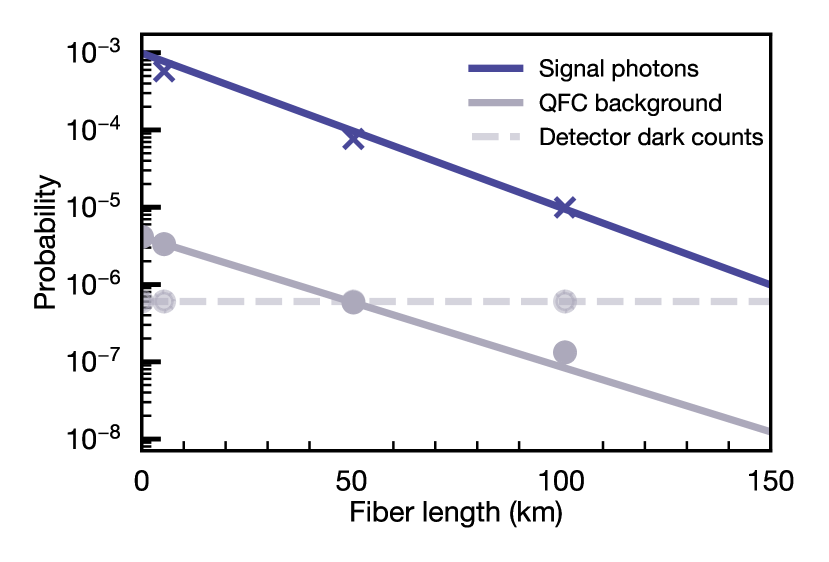 10⁻³
10⁻⁴
10⁻⁵
10⁻⁶
10⁻⁷
10⁻⁸
Probability
Signal photons
QFC background
Detector dark counts
0 50 100 150
Fiber length (km)